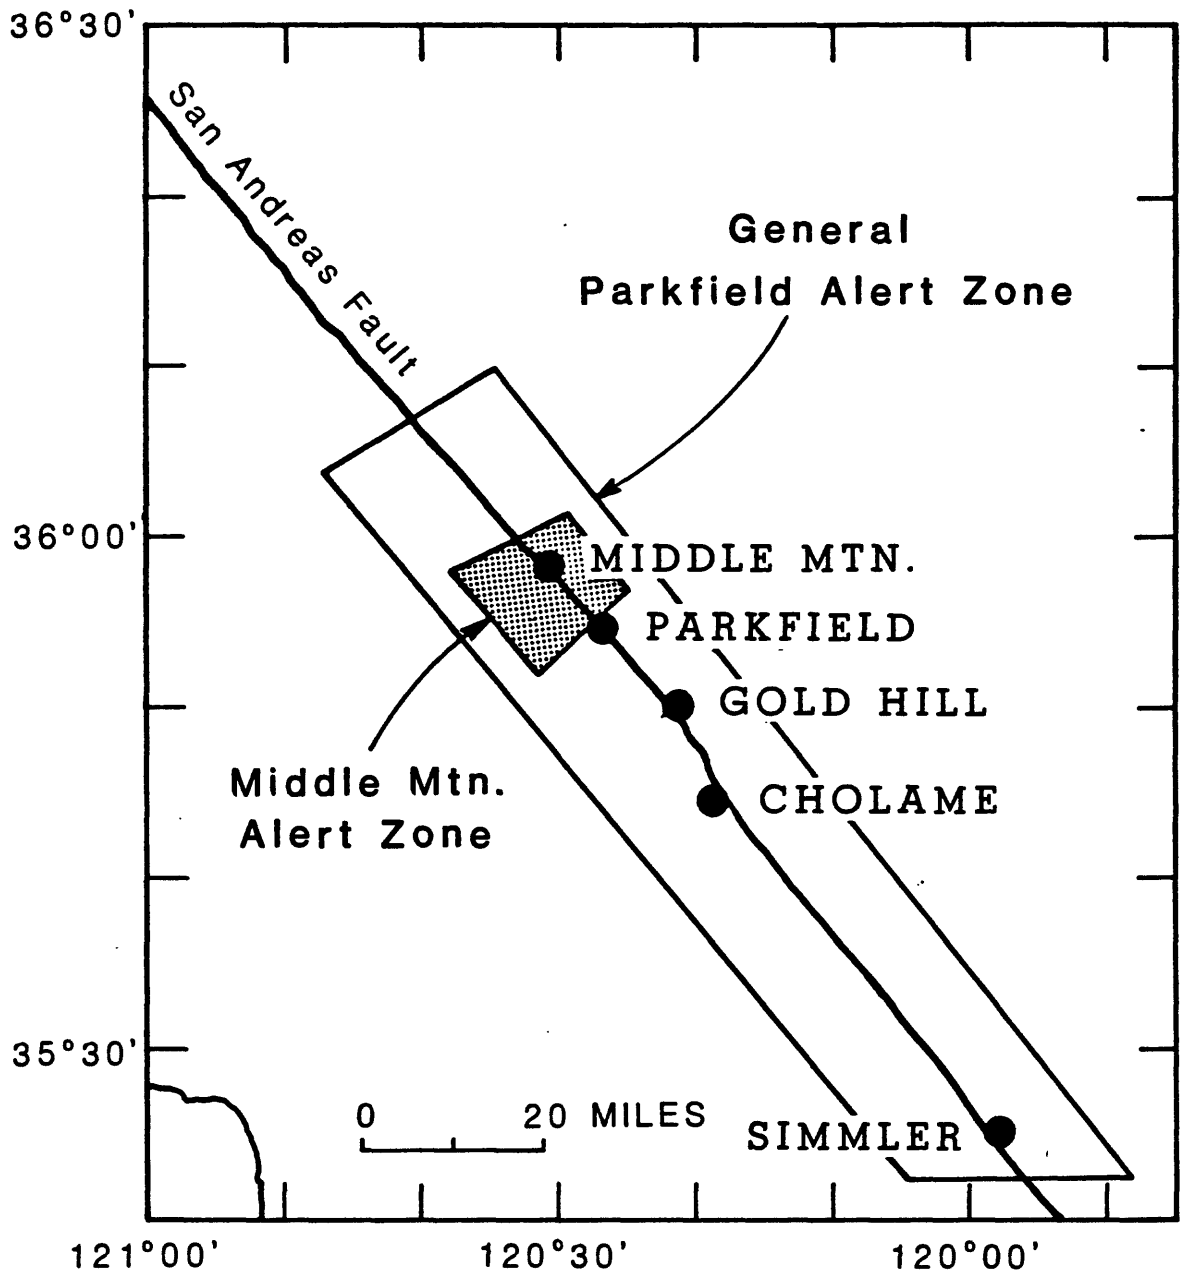 36°30'
San Andreas Fault
General
Parkfield Alert Zone
36°00'
MIDDLE MTN.
PARKFIELD
GOLD HILL
Middle Mtn.
Alert Zone
CHOLAME
35°30'
0 20 MILES
SIMMLER
121°00' 120°30' 120°00'